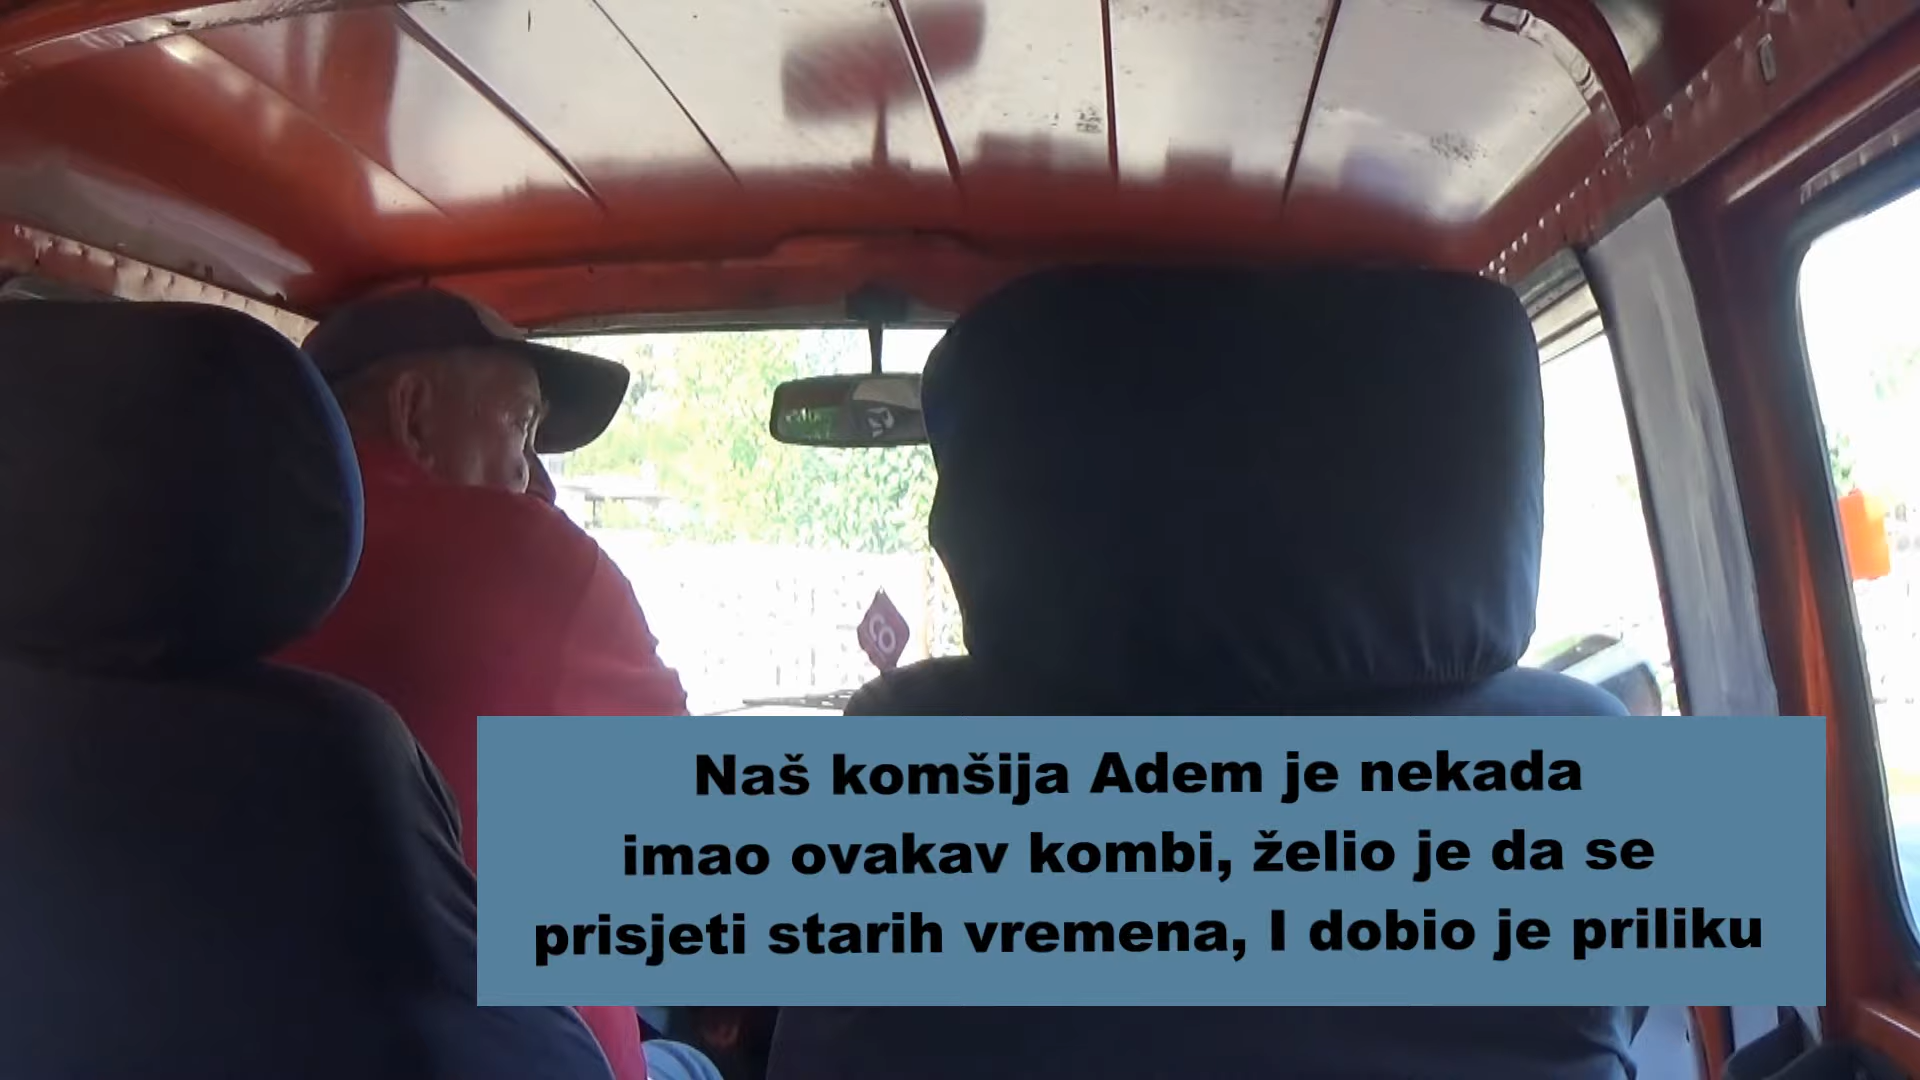 Naš komšija Adem je nekada
imao ovakav kombi, želio je da se
prisjeti starih vremena, I dobio je priliku